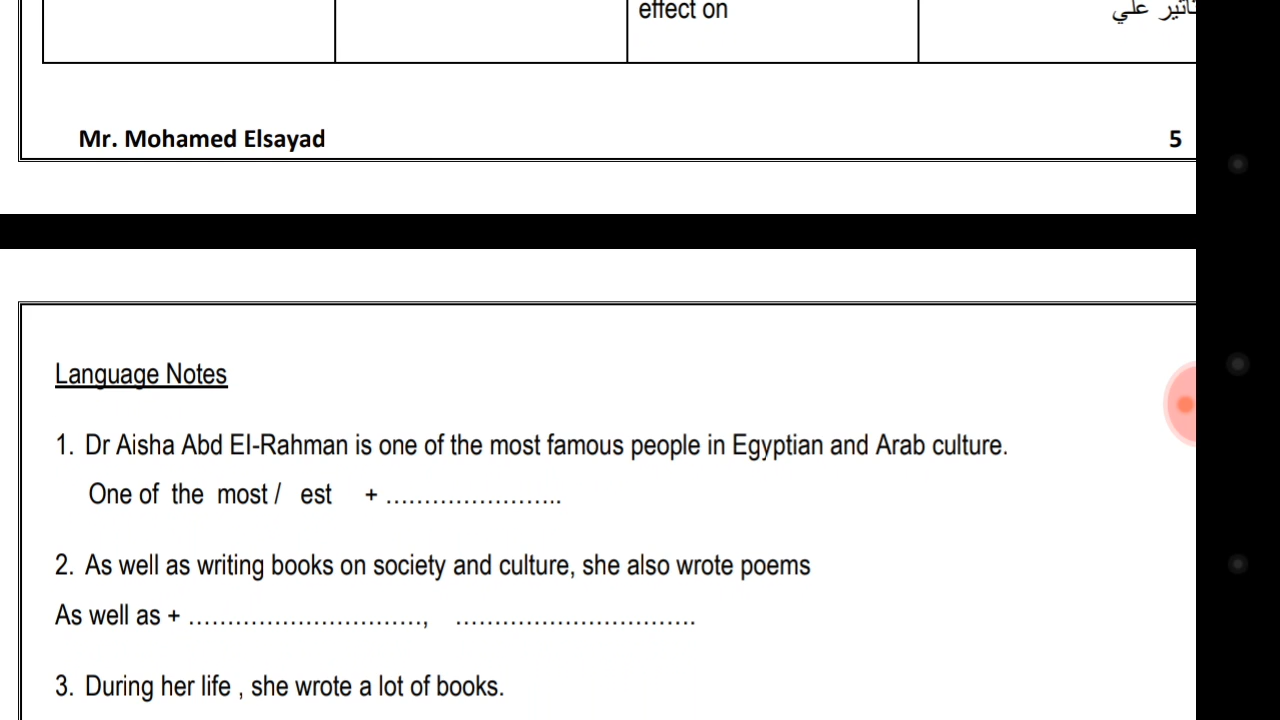 effect on تأثير علي
Mr. Mohamed Elsayad 5
Language Notes
1. Dr Aisha Abd El-Rahman is one of the most famous people in Egyptian and Arab culture.
One of the most / est + …………………..
2. As well as writing books on society and culture, she also wrote poems
As well as + …………………………, ………………………….
3. During her life , she wrote a lot of books.